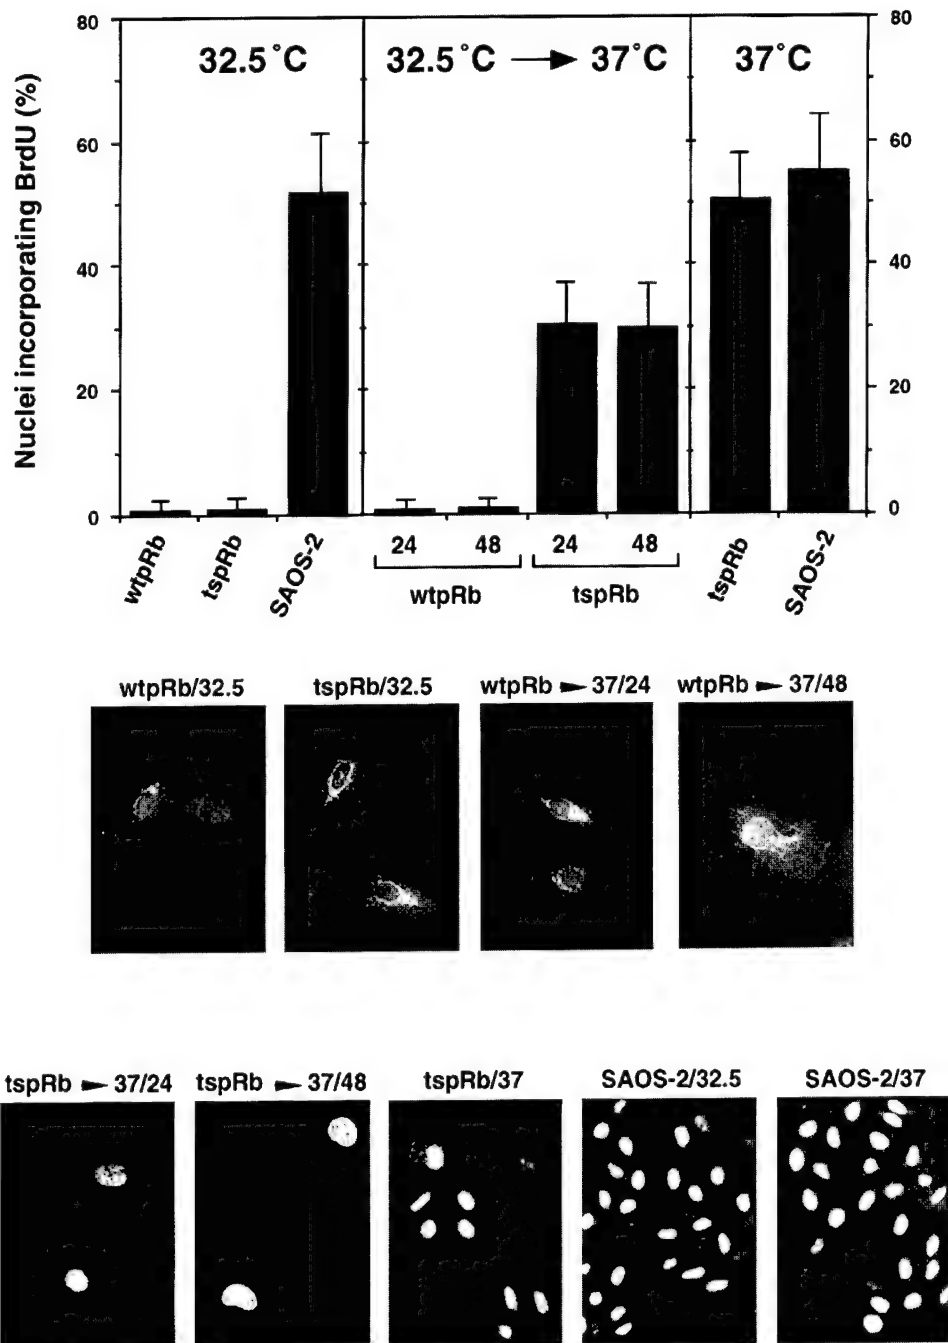 80
60
40
20
0
Nuclei incorporating BrdU (%)
32.5°C
32.5°C → 37°C
37°C
80
60
40
20
0
wtpRb
tspRb
SAOS-2
24 48
wtpRb
24 48
tspRb
tspRb
SAOS-2
wtpRb/32.5
tspRb/32.5
wtpRb ► 37/24
wtpRb ► 37/48
tspRb ► 37/24
tspRb ► 37/48
tspRb/37
SAOS-2/32.5
SAOS-2/37